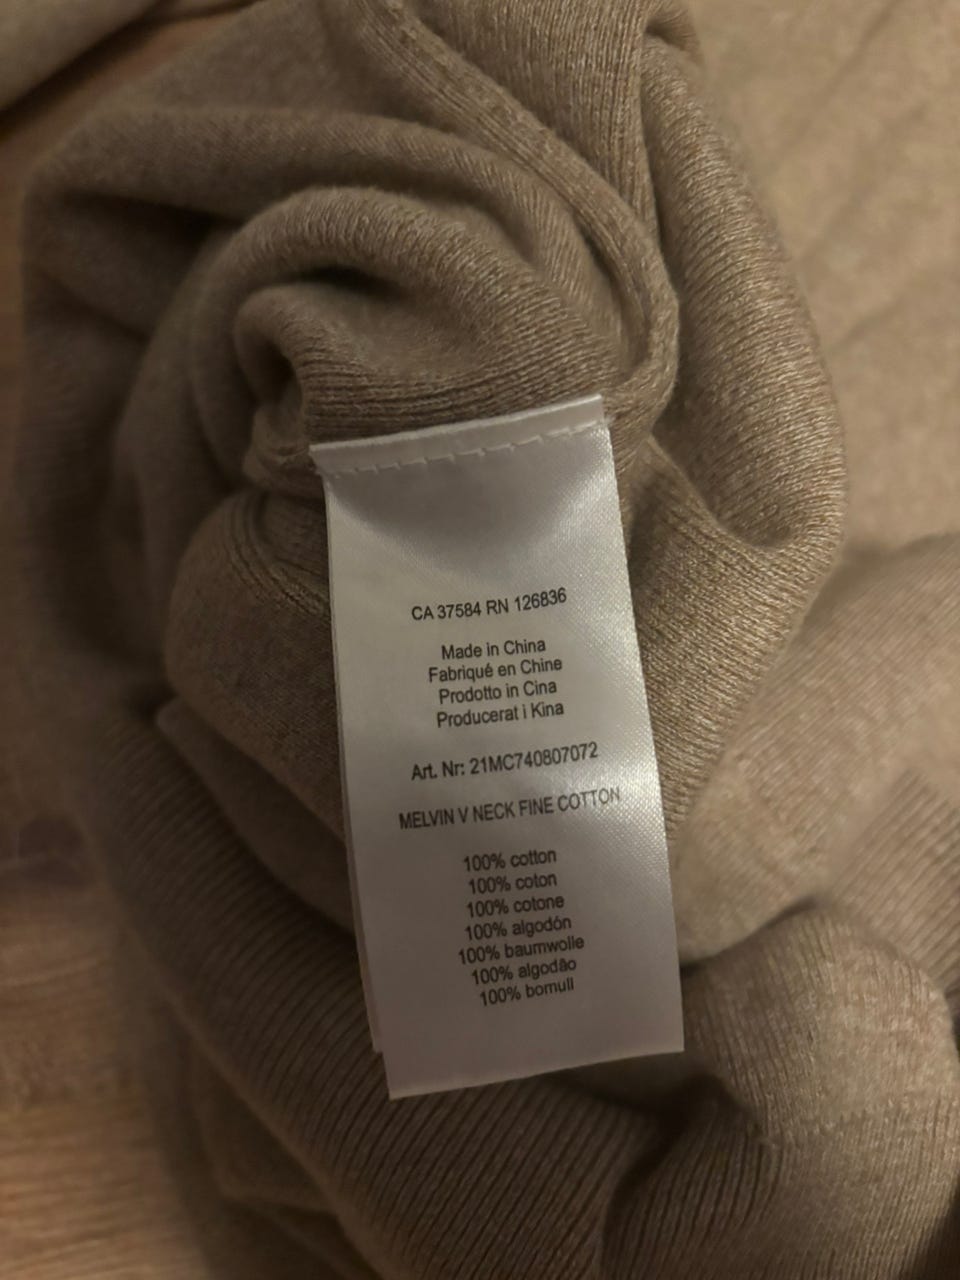 CA 37584 RN 126836
Made in China
Fabriqué en Chine
Prodotto in Cina
Producerat i Kina
Art. Nr: 21MC740807072
MELVIN V NECK FINE COTTON
100% cotton
100% coton
100% cotone
100% algodón
100% baumwolle
100% algodão
100% bomull